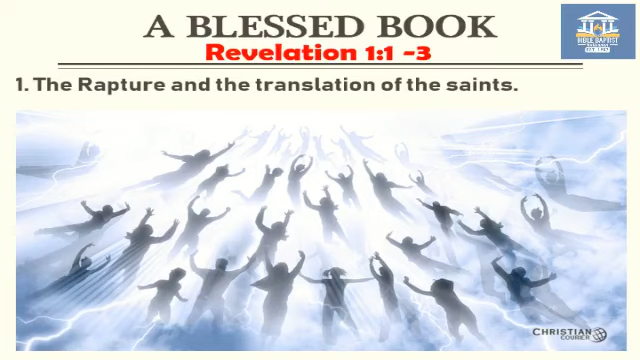 A BLESSED BOOK
Revelation 1:1 -3
BIBLE BAPTIST
1. The Rapture and the translation of the saints.
CHRISTIAN
COURIER